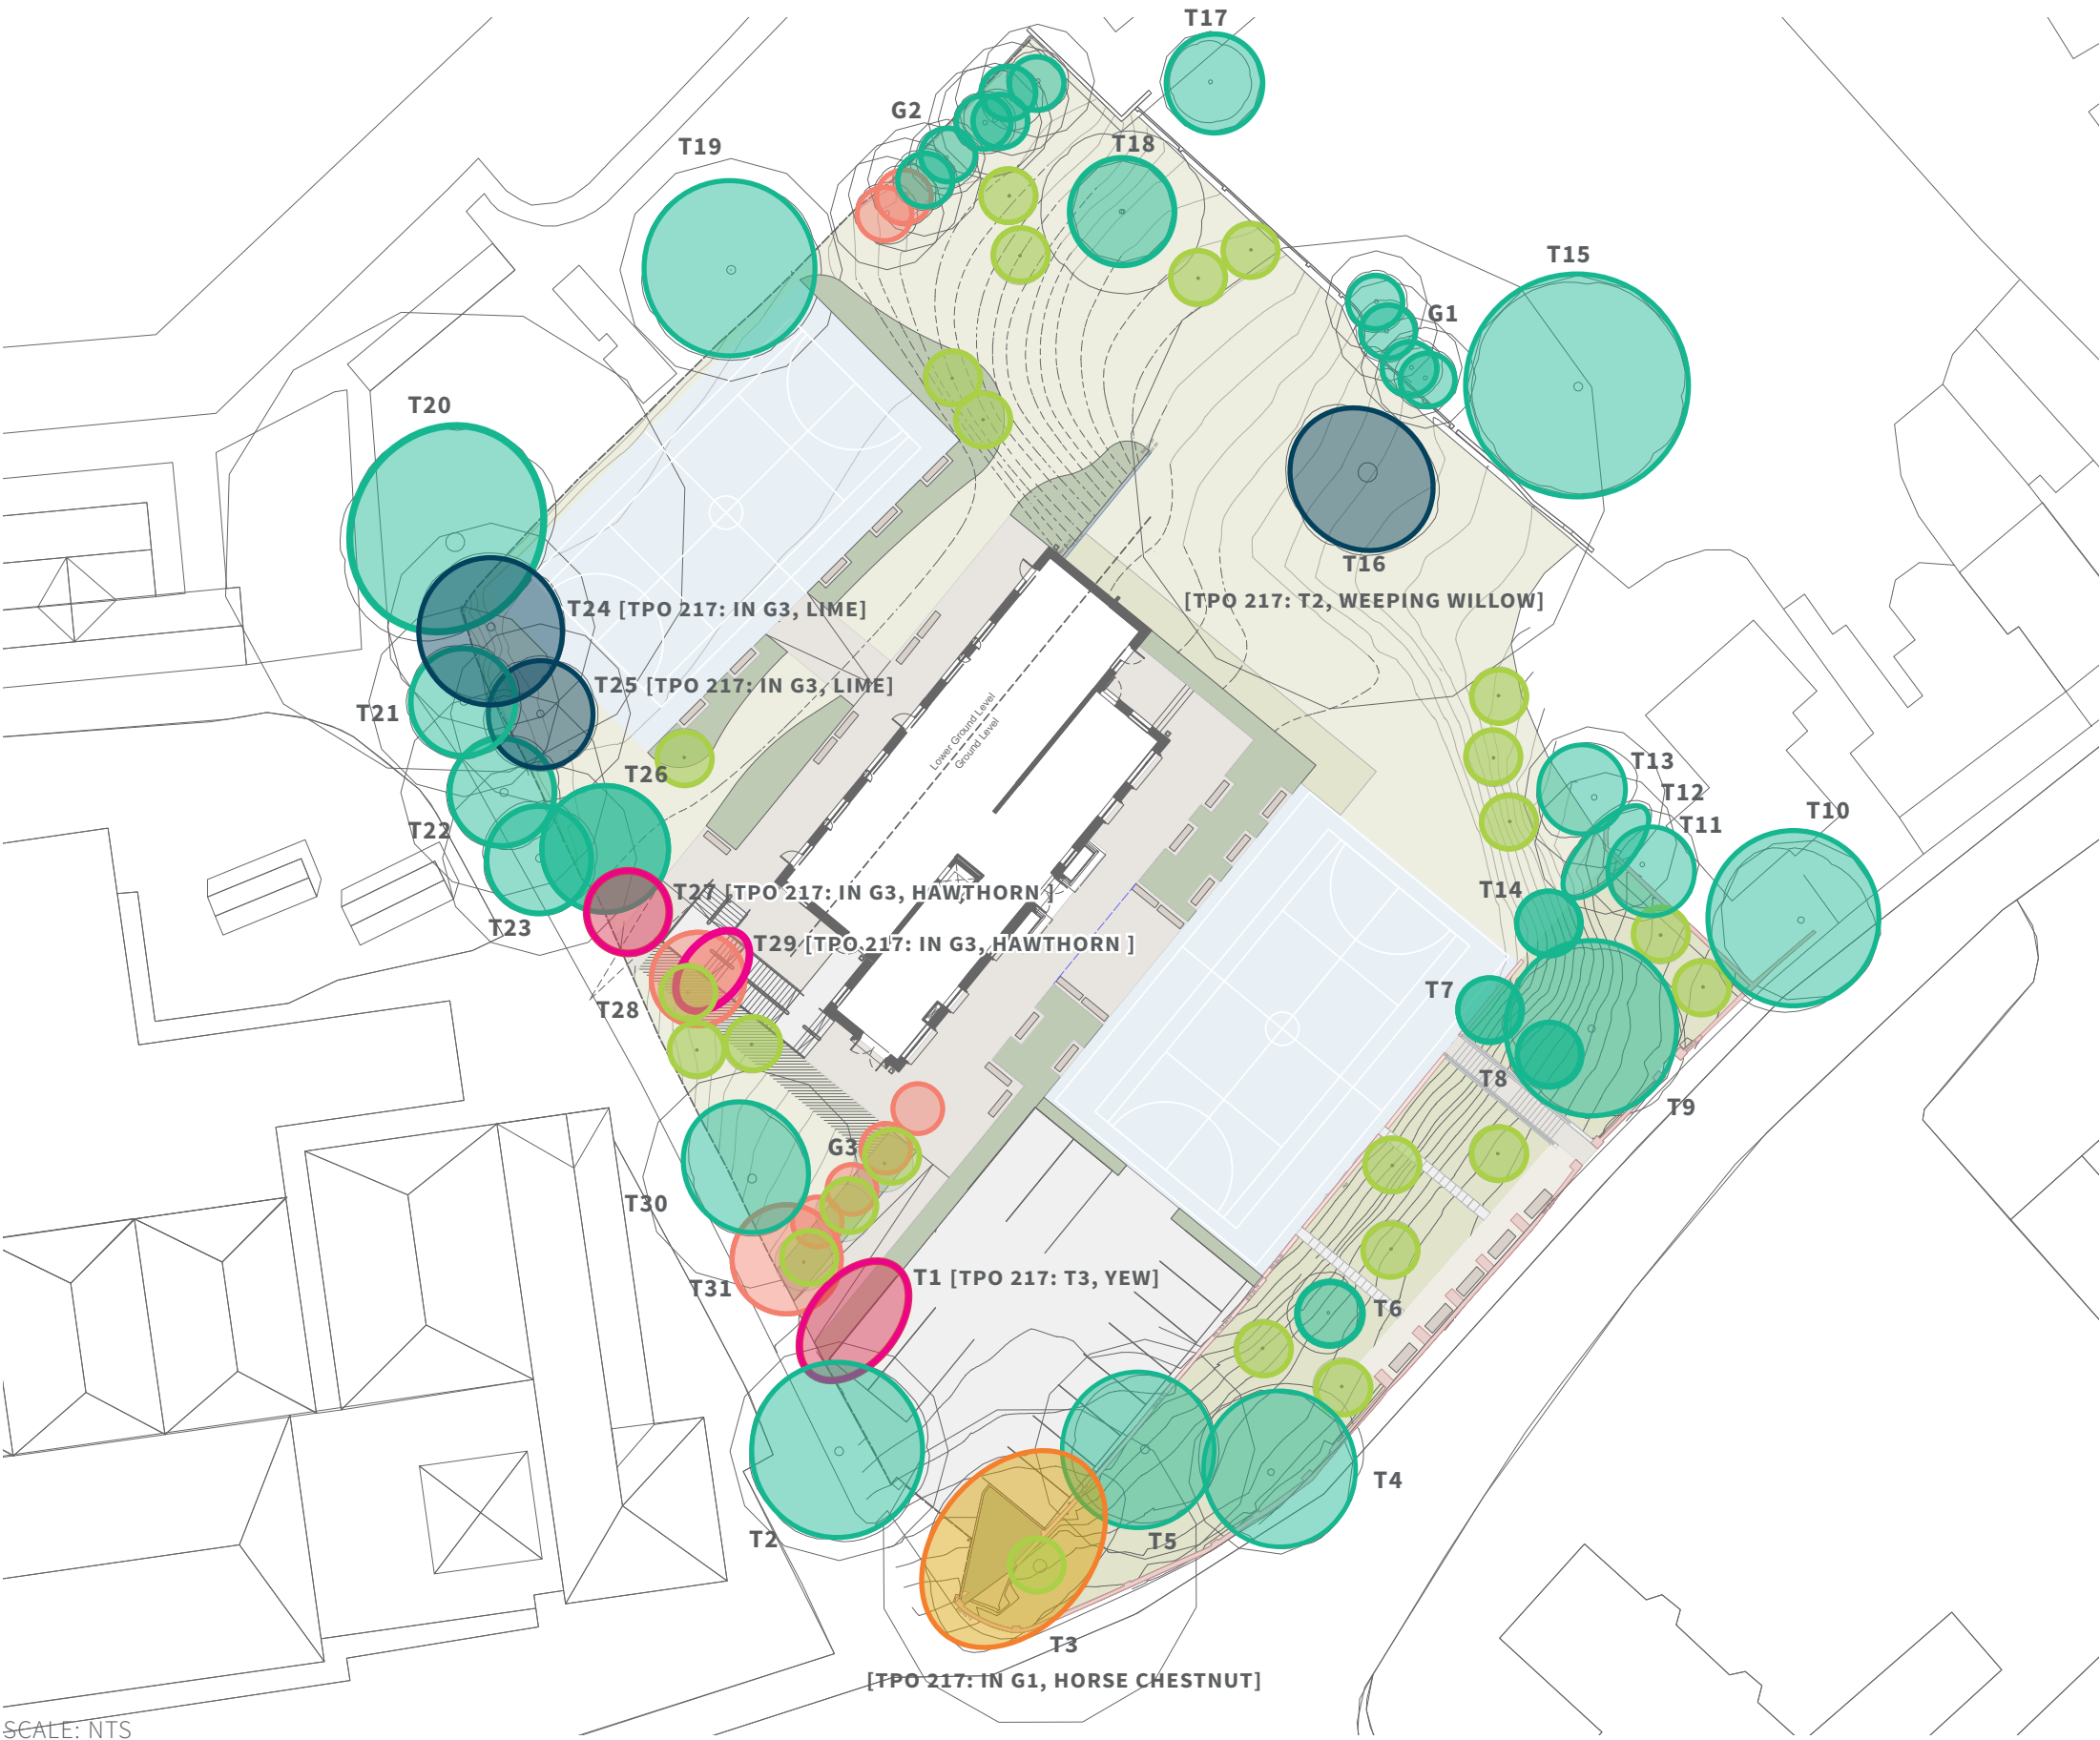 T17
G2
T18
T19
T15
G1
T20
T16
[TPO 217: T2, WEEPING WILLOW]
T24 [TPO 217: IN G3, LIME]
T25 [TPO 217: IN G3, LIME]
T21
Lower Ground Level
Ground Level
T26
T13
T12
T11
T10
T22
T14
T27 [TPO 217: IN G3, HAWTHORN ]
T23
T29 [TPO 217: IN G3, HAWTHORN ]
T7
T28
T8
T9
G3
T30
T31
T1 [TPO 217: T3, YEW]
T6
T4
T2
T5
T3
[TPO 217: IN G1, HORSE CHESTNUT]
SCALE: NTS